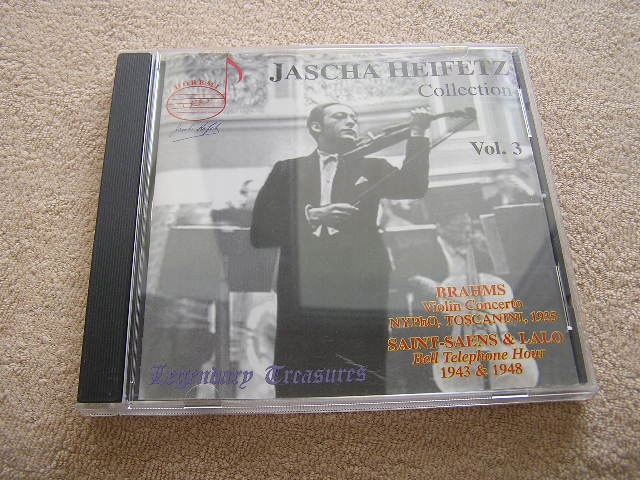 DOREMI
JASCHA HEIFETZ
Collection
Vol. 3
BRAHMS
Violin Concerto
NYPhO, TOSCANINI, 1935
SAINT-SAENS & LALO
Bell Telephone Hour
1943 & 1948
Legendary Treasures